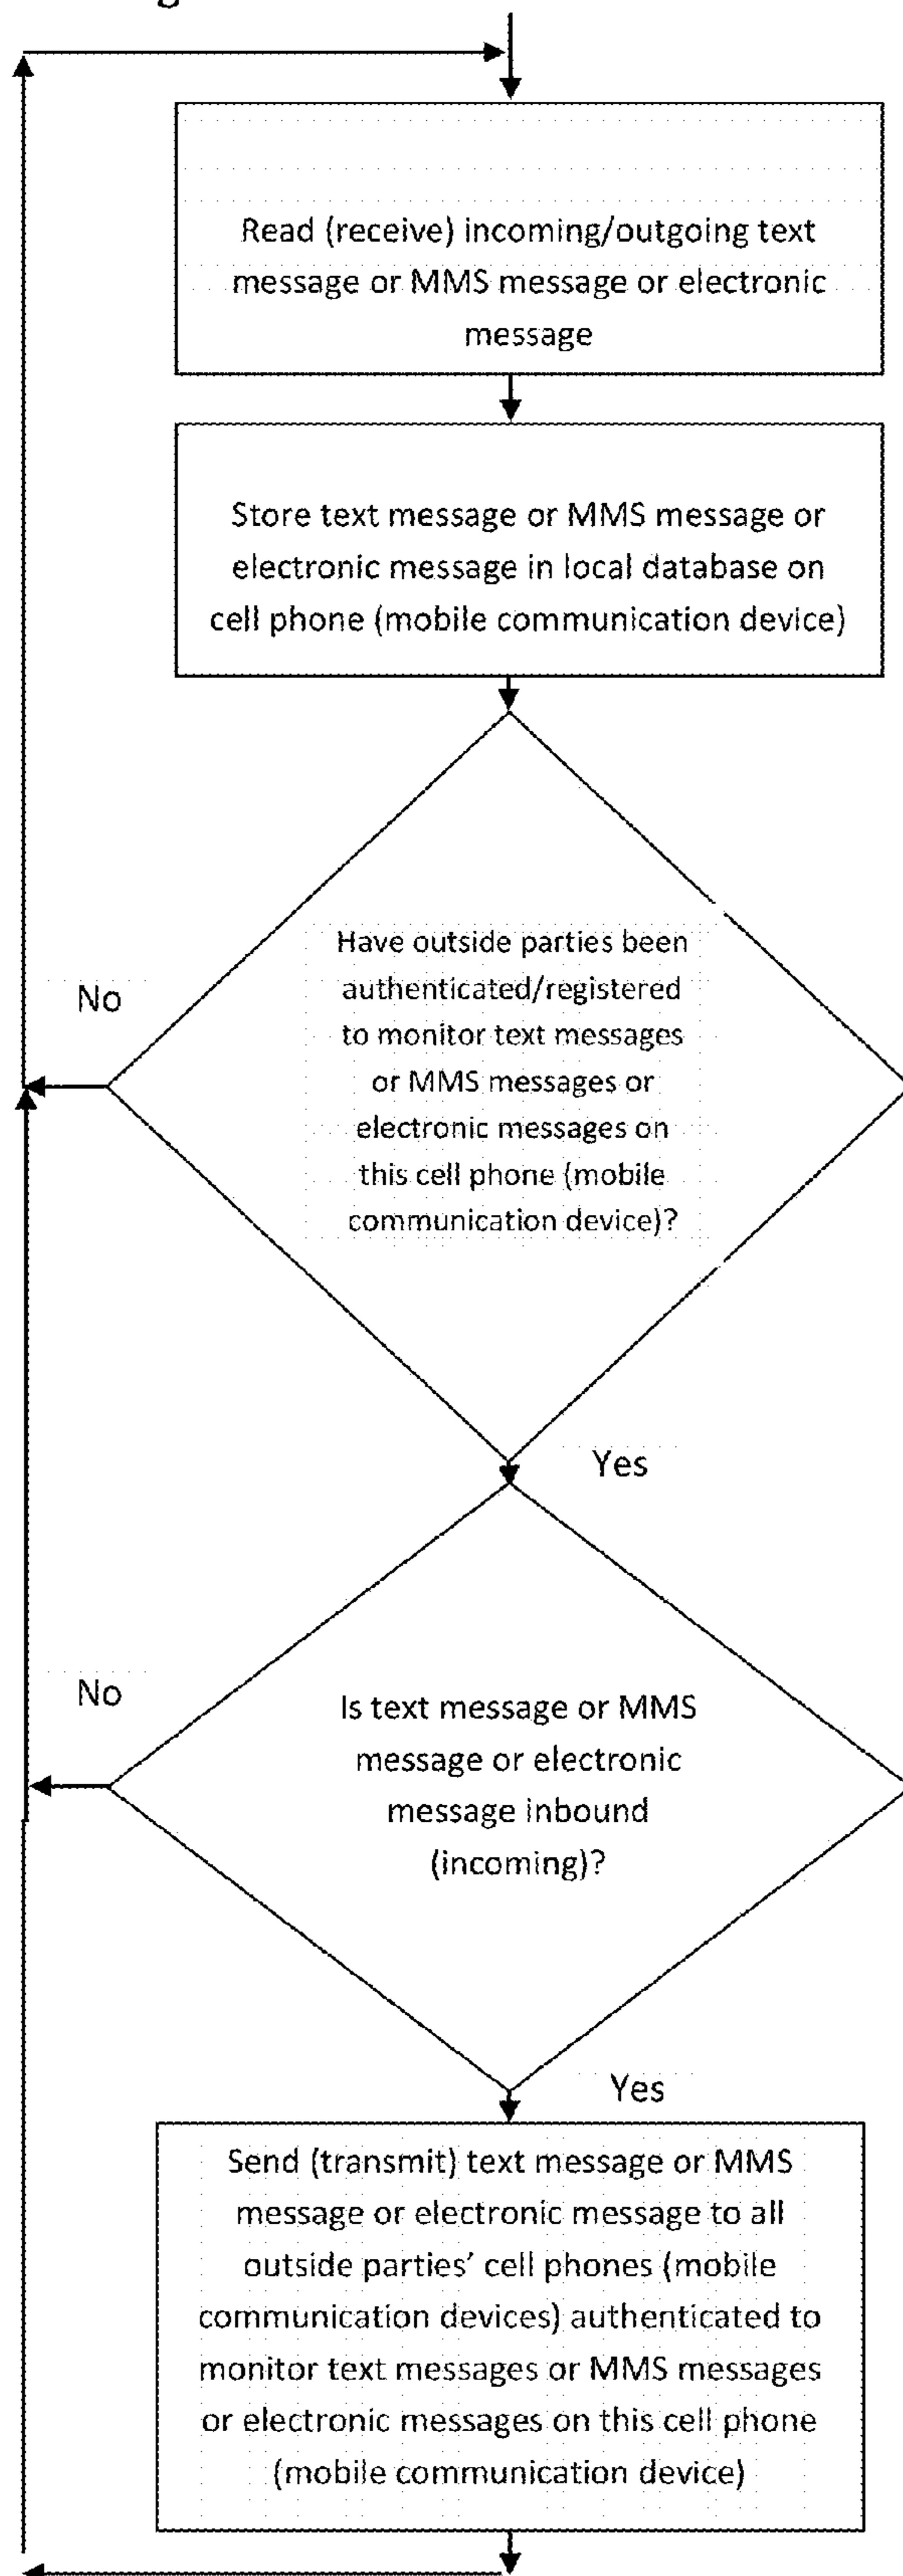 Read (receive) incoming/outgoing text
message or MMS message or electronic
message
Store text message or MMS message or
electronic message in local database on
cell phone (mobile communication device)
Have outside parties been
authenticated/registered
to monitor text messages
or MMS messages or
electronic messages on
this cell phone (mobile
communication device)?
No
Yes
Is text message or MMS
message or electronic
message inbound
(incoming)?
No
Yes
Send (transmit) text message or MMS
message or electronic message to all
outside parties' cell phones (mobile
communication devices) authenticated to
monitor text messages or MMS messages
or electronic messages on this cell phone
(mobile communication device)